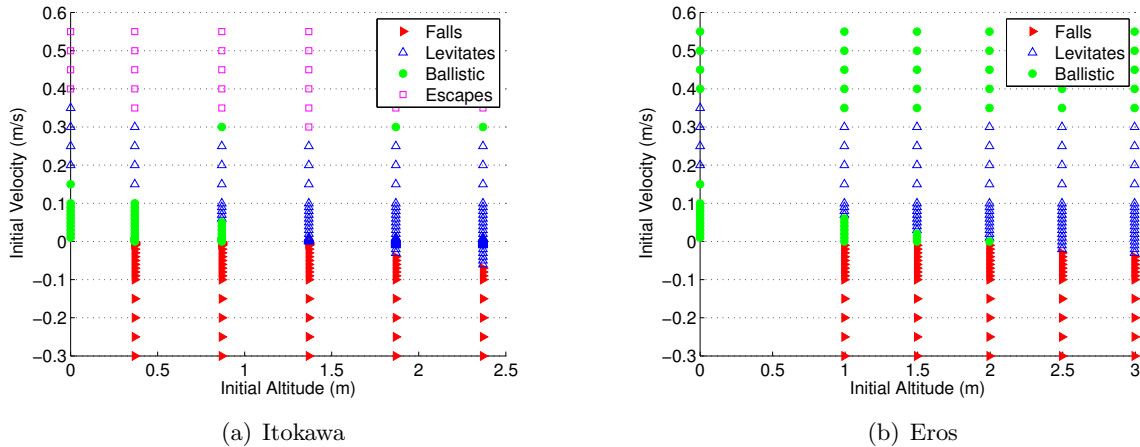 0.6
0.5
0.4
0.3
0.2
0.1
0
−0.1
−0.2
−0.3
Initial Velocity (m/s)
Falls
Levitates
Ballistic
Escapes
0 0.5 1 1.5 2 2.5
Initial Altitude (m)
(a) Itokawa
0.6
0.5
0.4
0.3
0.2
0.1
0
−0.1
−0.2
−0.3
Initial Velocity (m/s)
Falls
Levitates
Ballistic
0 0.5 1 1.5 2 2.5 3
Initial Altitude (m)
(b) Eros